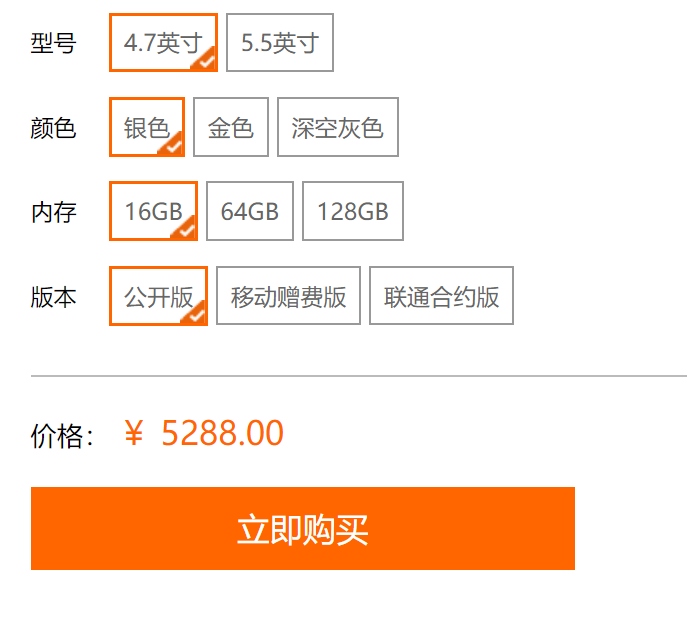 型号 4.7英寸 5.5英寸
颜色 银色 金色 深空灰色
内存 16GB 64GB 128GB
版本 公开版 移动赠费版 联通合约版
价格： ￥ 5288.00
立即购买